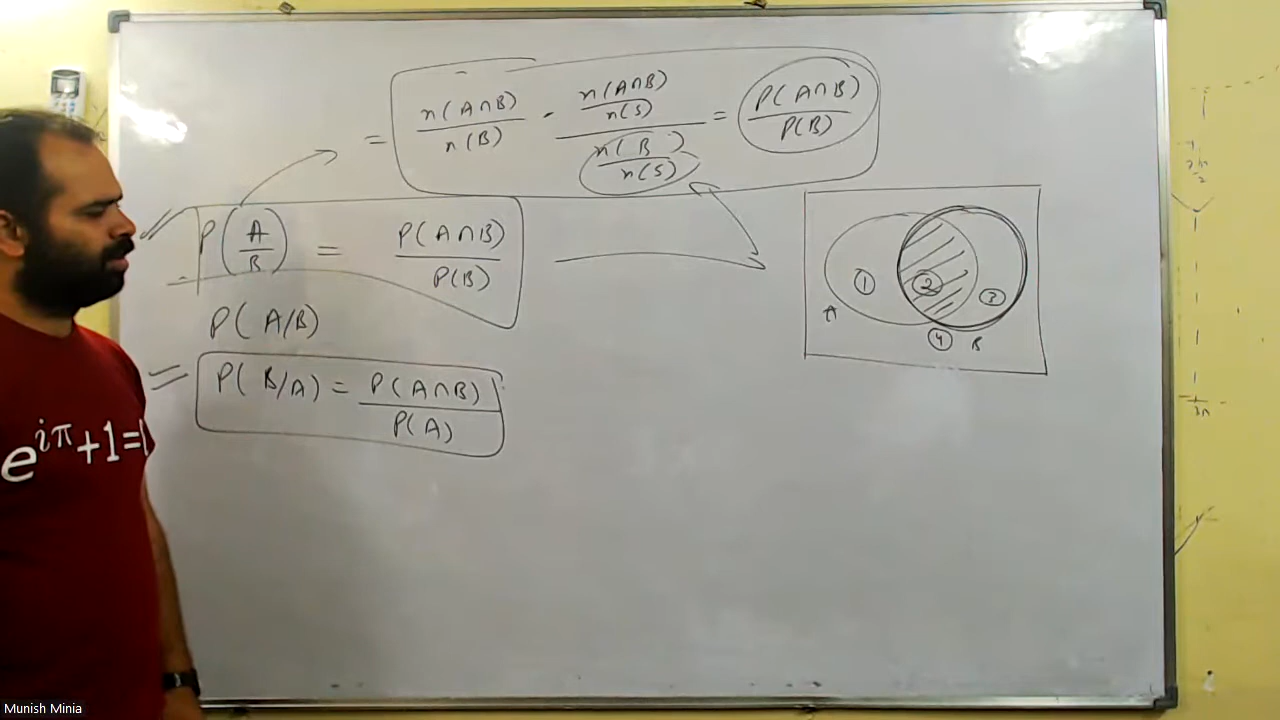 = n(A∩B)/n(B) - (n(A∩B)/n(S))/(n(B)/n(S)) = P(A∩B)/P(B)
P(A/B) = P(A∩B)/P(B)
P(A/B)
P(B/A) = P(A∩B)/P(A)
① ② ③
A ④ B
e^{iπ}+1=
Munish Minia